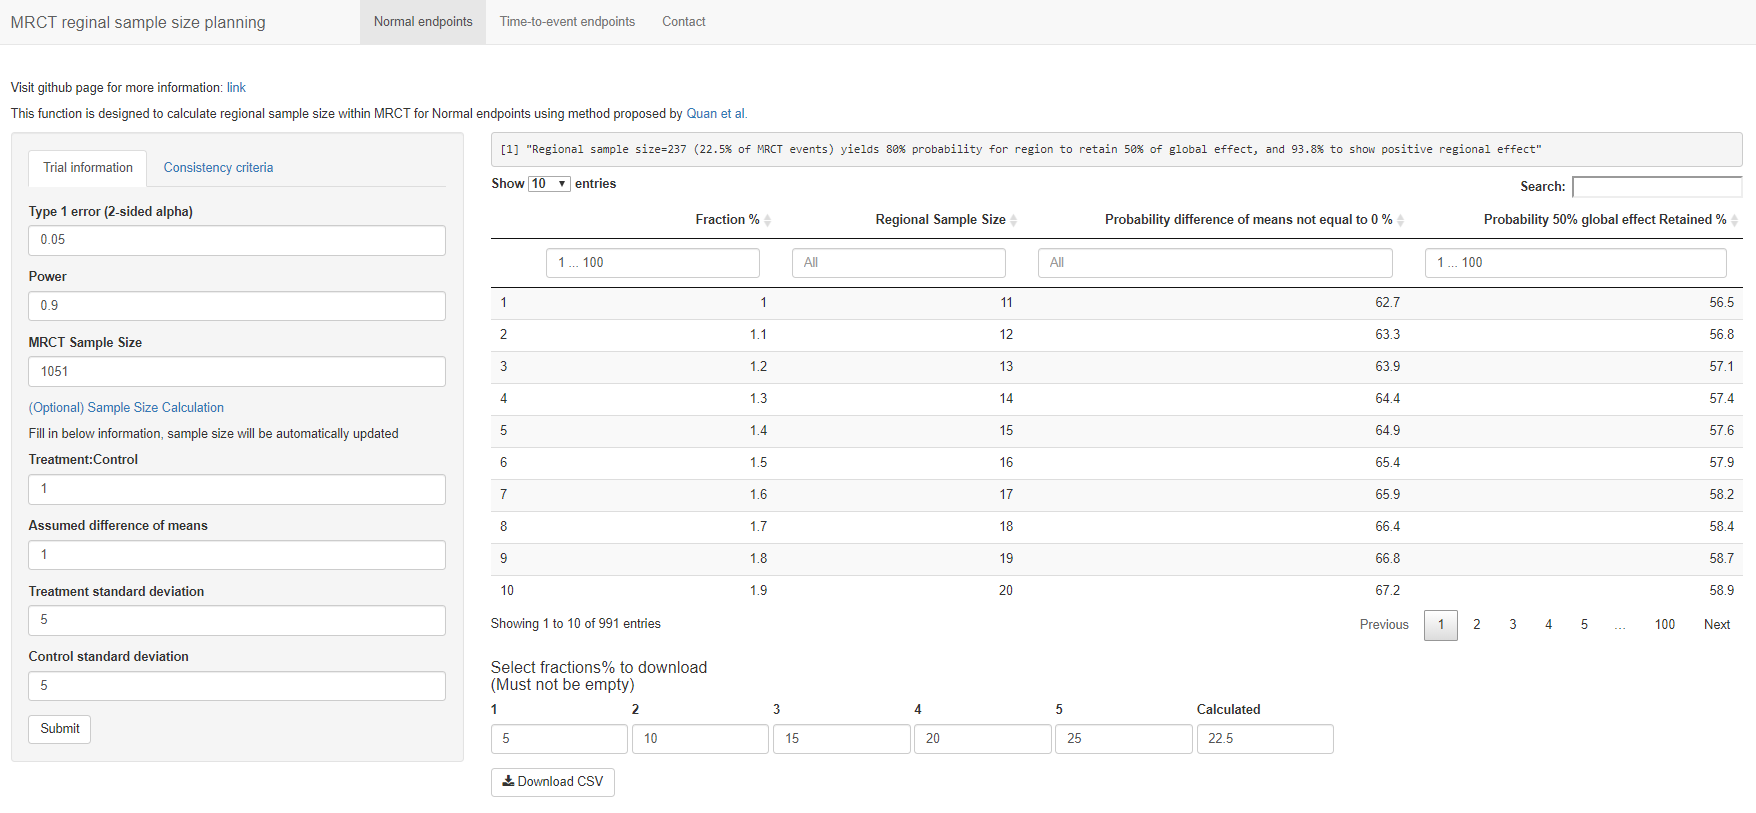 MRCT reginal sample size planning
Normal endpoints
Time-to-event endpoints
Contact
Visit github page for more information: link
This function is designed to calculate regional sample size within MRCT for Normal endpoints using method proposed by Quan et al.
Trial information
Consistency criteria
Type 1 error (2-sided alpha)
0.05
Power
0.9
MRCT Sample Size
1051
(Optional) Sample Size Calculation
Fill in below information, sample size will be automatically updated
Treatment:Control
1
Assumed difference of means
1
Treatment standard deviation
5
Control standard deviation
5
Submit
[1] "Regional sample size=237 (22.5% of MRCT events) yields 80% probability for region to retain 50% of global effect, and 93.8% to show positive regional effect"
Show 10 entries
Search:
Fraction % Regional Sample Size Probability difference of means not equal to 0 % Probability 50% global effect Retained %
1 ... 100 All All 1 ... 100
1 1 11 62.7 56.5
2 1.1 12 63.3 56.8
3 1.2 13 63.9 57.1
4 1.3 14 64.4 57.4
5 1.4 15 64.9 57.6
6 1.5 16 65.4 57.9
7 1.6 17 65.9 58.2
8 1.7 18 66.4 58.4
9 1.8 19 66.8 58.7
10 1.9 20 67.2 58.9
Showing 1 to 10 of 991 entries
Previous 1 2 3 4 5 ... 100 Next
Select fractions% to download
(Must not be empty)
1 2 3 4 5 Calculated
5 10 15 20 25 22.5
Download CSV